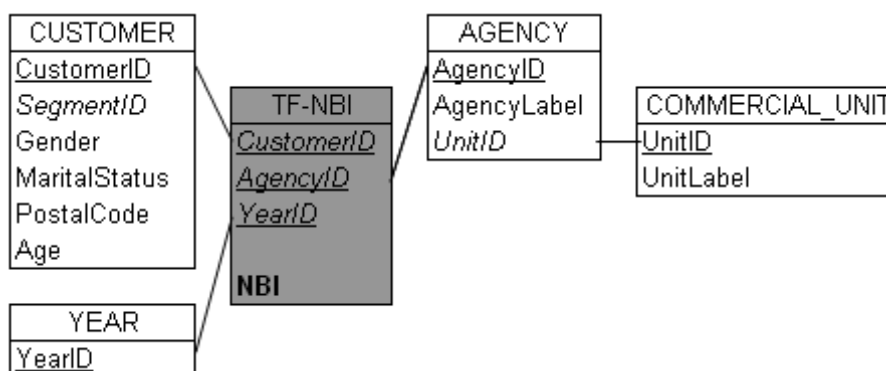 CUSTOMER
CustomerID
SegmentID
Gender
MaritalStatus
PostalCode
Age
YEAR
YearID
TF-NBI
CustomerID
AgencyID
YearID
NBI
AGENCY
AgencyID
AgencyLabel
UnitID
COMMERCIAL_UNIT
UnitID
UnitLabel